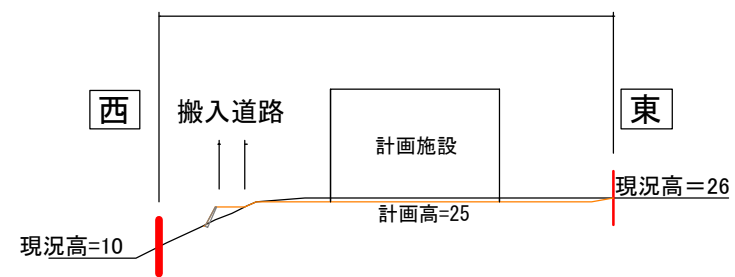 西
搬入道路
東
計画施設
現況高＝26
計画高=25
現況高=10